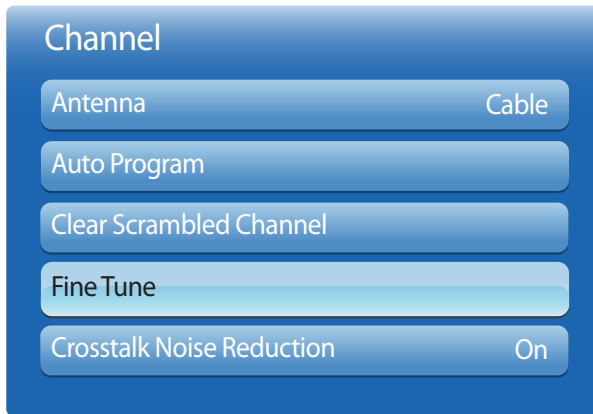 Channel
Antenna Cable
Auto Program
Clear Scrambled Channel
Fine Tune
Crosstalk Noise Reduction On